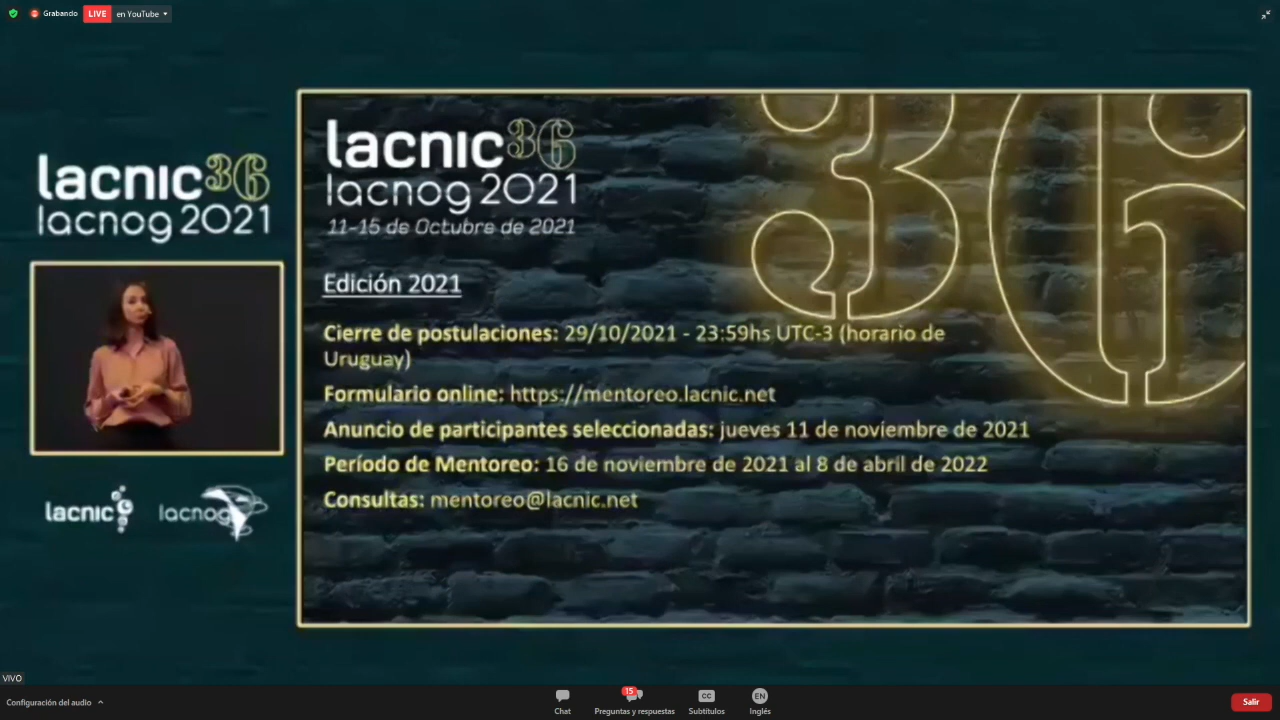 Grabando
LIVE en YouTube
lacnic36
lacnog 2021
lacnic
lacnog
lacnic36
lacnog 2021
11-15 de Octubre de 2021
36
Edición 2021
Cierre de postulaciones: 29/10/2021 - 23:59hs UTC-3 (horario de
Uruguay)
Formulario online: https://mentoreo.lacnic.net
Anuncio de participantes seleccionadas: jueves 11 de noviembre de 2021
Período de Mentoreo: 16 de noviembre de 2021 al 8 de abril de 2022
Consultas: mentoreo@lacnic.net
VIVO
Configuración del audio
Chat
15
Preguntas y respuestas
CC
Subtítulos
EN
Inglés
Salir